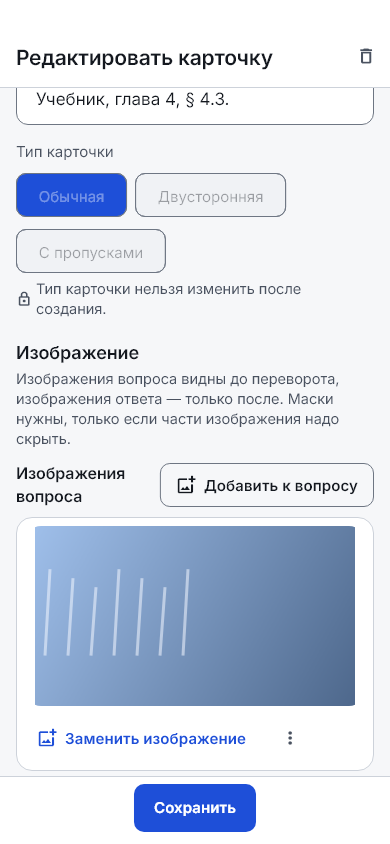 Редактировать карточку
Учебник, глава 4, § 4.3.
Тип карточки
Обычная
Двусторонняя
С пропусками
Тип карточки нельзя изменить после
создания.
Изображение
Изображения вопроса видны до переворота,
изображения ответа — только после. Маски
нужны, только если части изображения надо
скрыть.
Изображения
вопроса
Добавить к вопросу
Заменить изображение
Сохранить